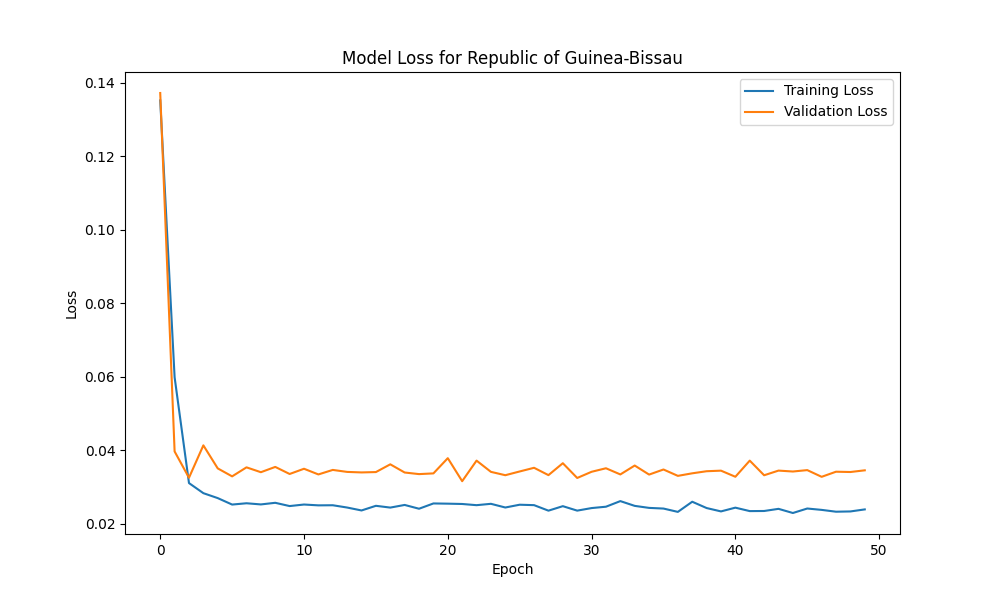 Model Loss for Republic of Guinea-Bissau
Training Loss
Validation Loss
0.14
0.12
0.10
0.08
0.06
0.04
0.02
Loss
0 10 20 30 40 50
Epoch